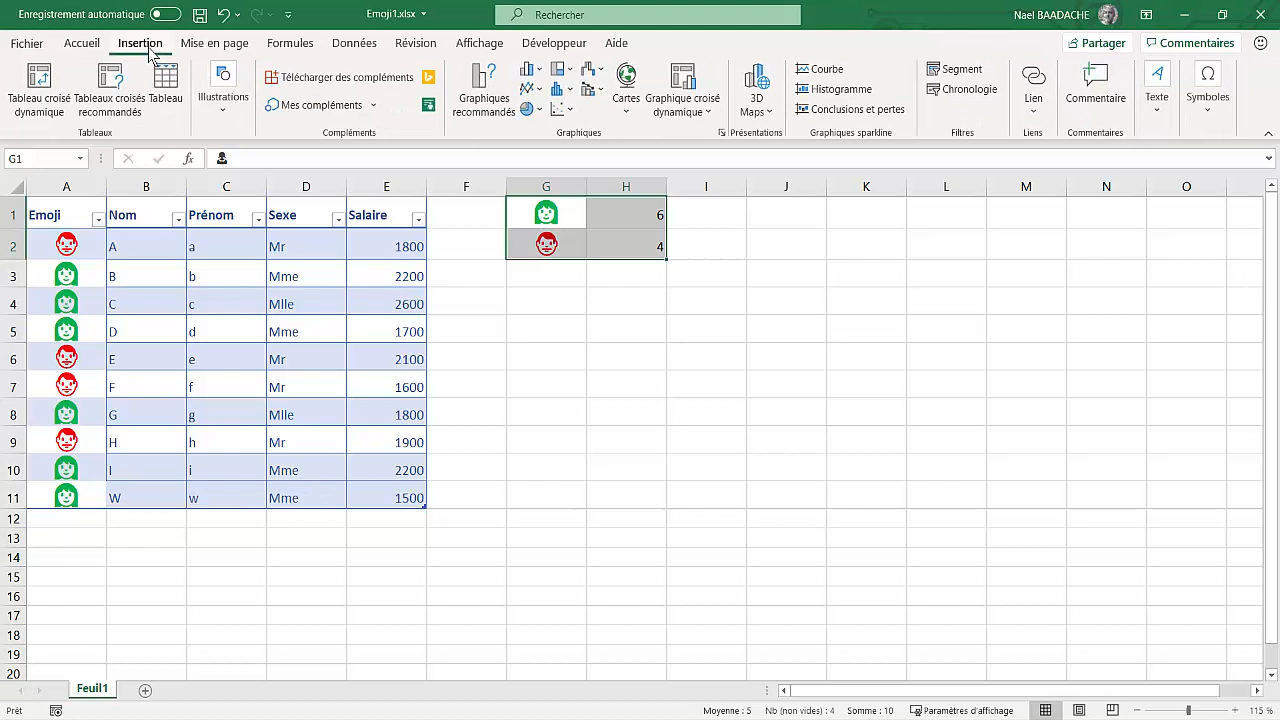 Enregistrement automatique
Emoji1.xlsx
Rechercher
Nael BAADACHE
Fichier Accueil Insertion Mise en page Formules Données Révision Affichage Développeur Aide
Partager Commentaires
Tableau croisé dynamique
Tableaux croisés recommandés
Tableau
Tableaux
Illustrations
Télécharger des compléments
Mes compléments
Compléments
Graphiques recommandés
Cartes
Graphique croisé dynamique
Graphiques
3D Maps
Présentations
Courbe
Histogramme
Conclusions et pertes
Graphiques sparkline
Segment
Chronologie
Filtres
Lien
Liens
Commentaire
Commentaires
Texte
Symboles
G1 fx
A B C D E F G H I J K L M N O
1 Emoji Nom Prénom Sexe Salaire 6
2 A a Mr 1800 4
3 B b Mme 2200
4 C c Mlle 2600
5 D d Mme 1700
6 E e Mr 2100
7 F f Mr 1600
8 G g Mlle 1800
9 H h Mr 1900
10 I i Mme 2200
11 W w Mme 1500
12
13
14
15
16
17
18
19
20
Feuil1
Prêt Moyenne : 5 Nb (non vides) : 4 Somme : 10 Paramètres d'affichage 115 %